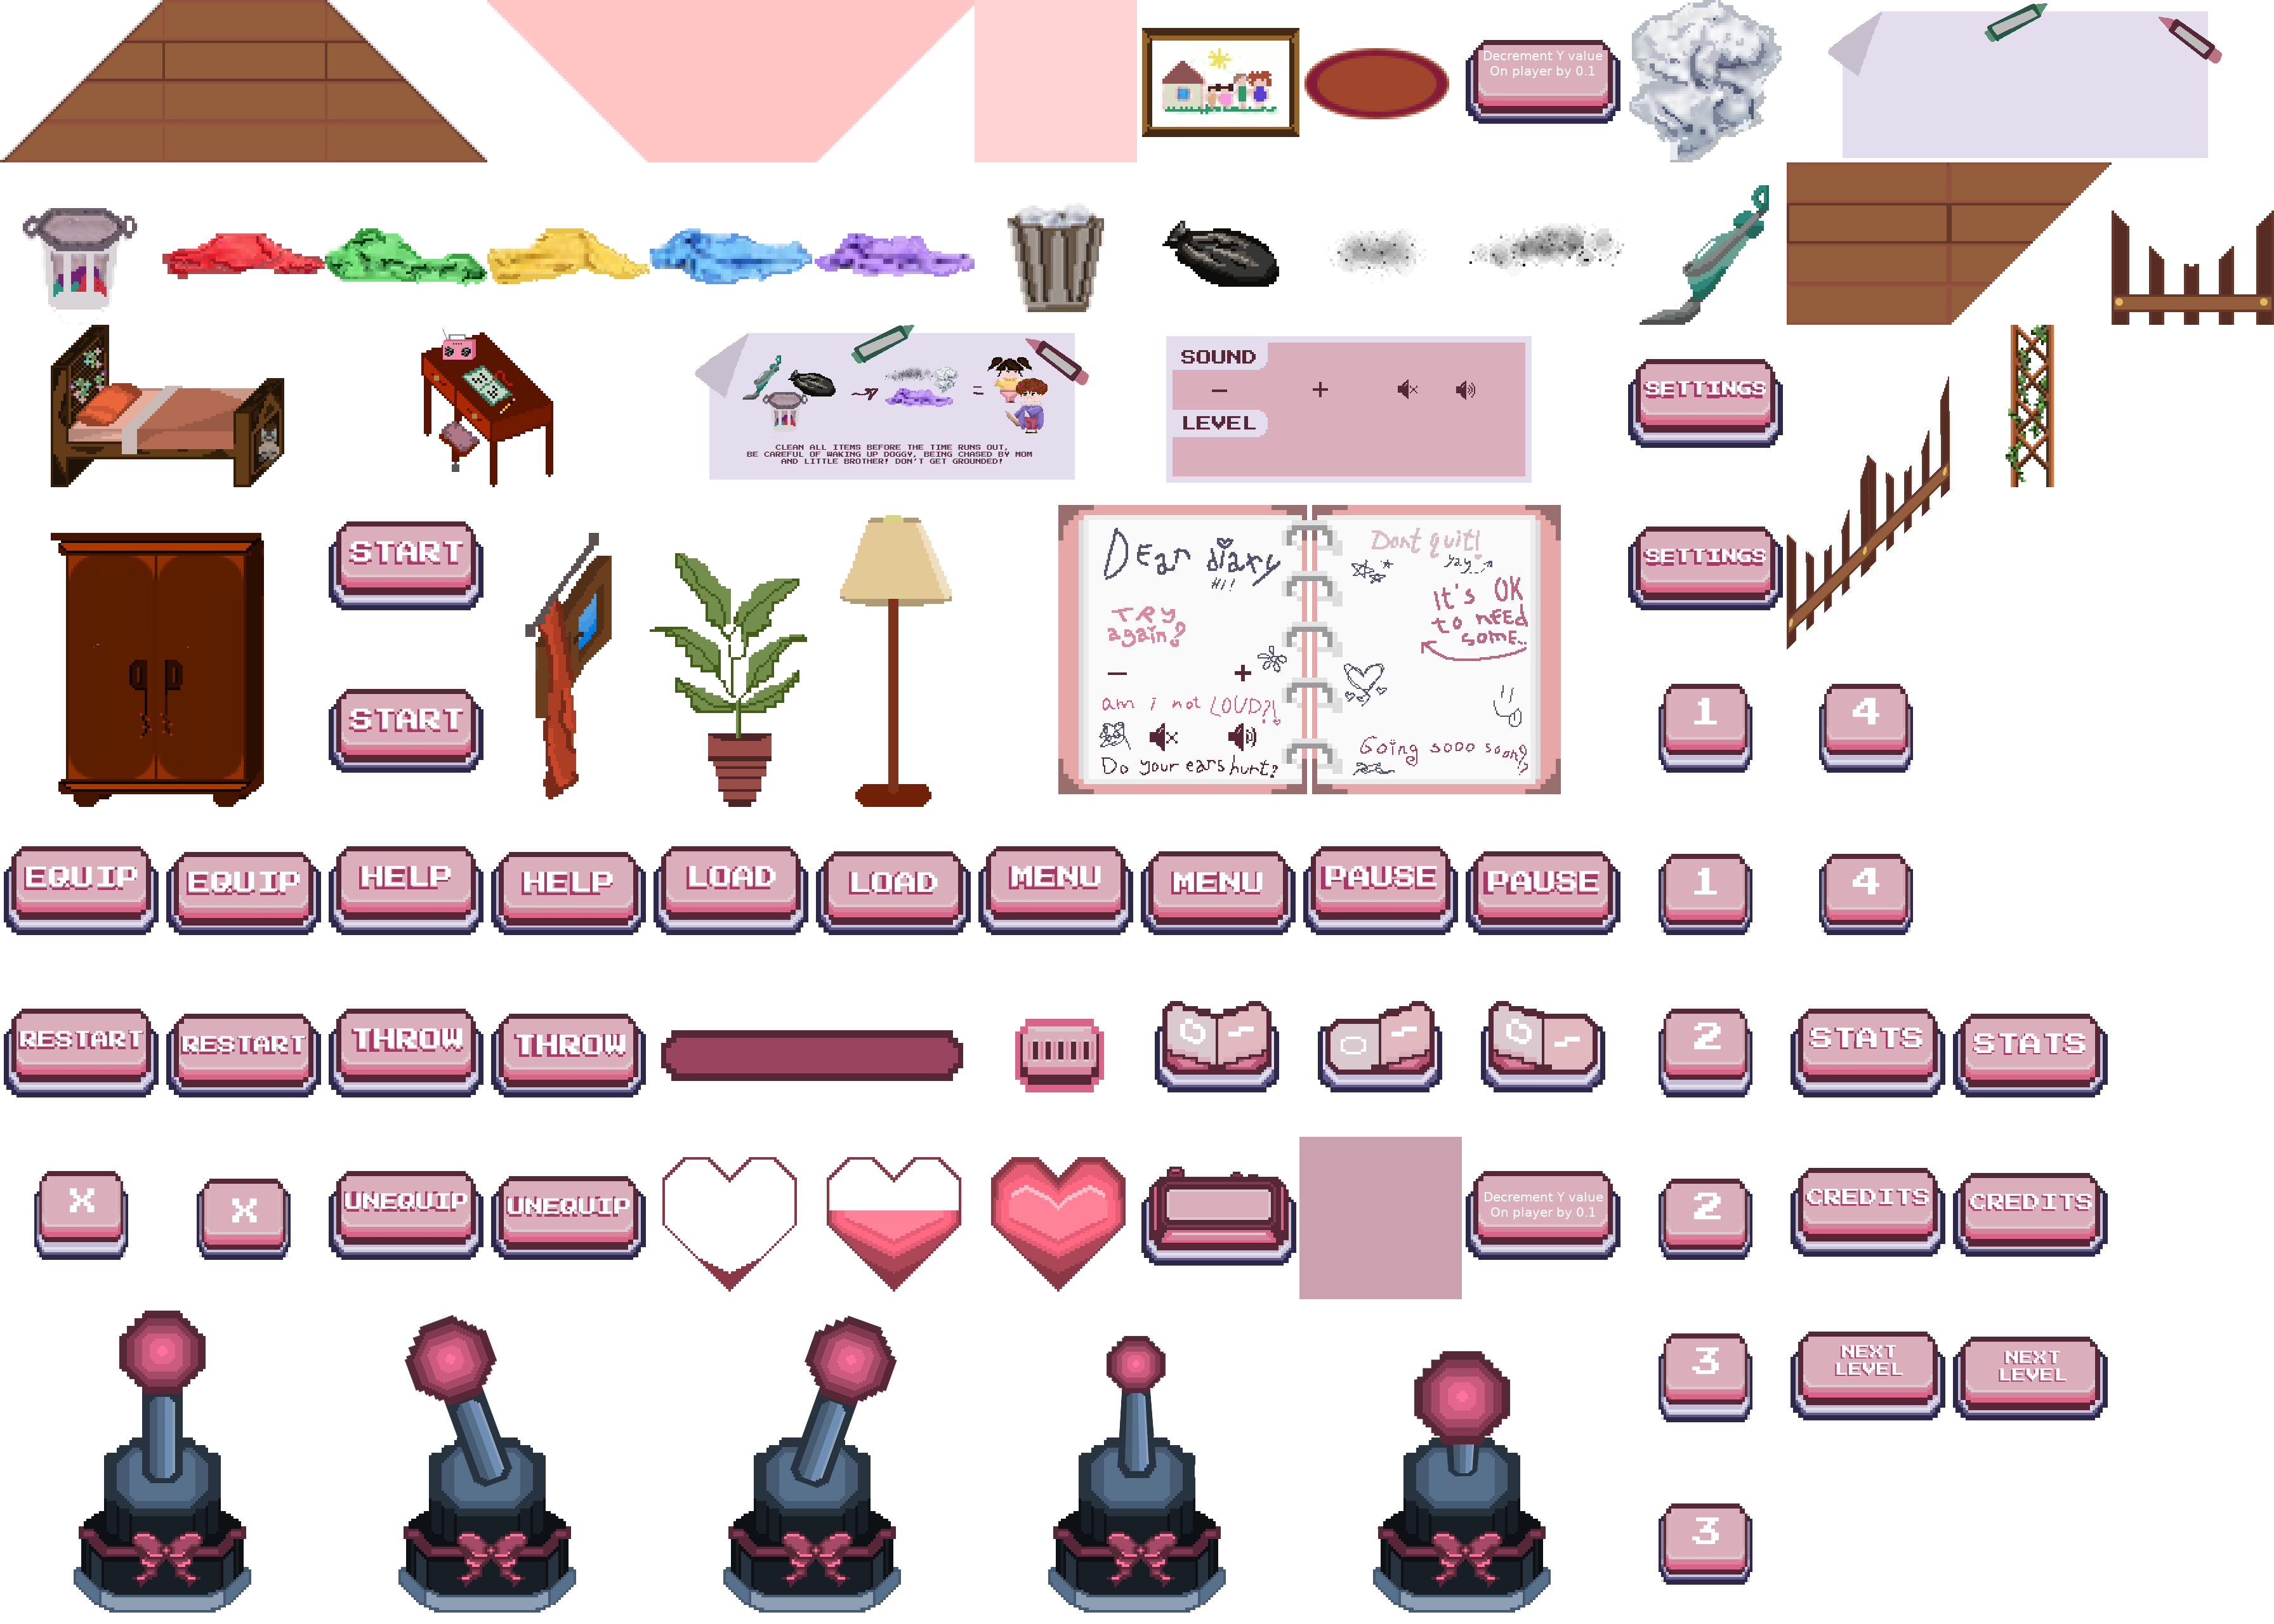 Decrement Y value
On player by 0.1
CLEAN ALL ITEMS BEFORE THE TIME RUNS OUT,
BE CAREFUL OF WAKING UP DOGGY, BEING CHASED BY MOM
AND LITTLE BROTHER! DON'T GET GROUNDED!
SOUND
- +
LEVEL
SETTINGS
START
START
Dear diary
Hi!
TRY
again?
- +
am i not LOUD?!
Do your ears hurt?
Dont quit!
yay
It's OK
to nEED
some..
Going sooo soon?
SETTINGS
1 4
EQUIP EQUIP HELP HELP LOAD LOAD MENU MENU PAUSE PAUSE 1 4
RESTART RESTART THROW THROW 2 STATS STATS
X X UNEQUIP UNEQUIP
Decrement Y value
On player by 0.1
2 CREDITS CREDITS
3
NEXT
LEVEL
NEXT
LEVEL
3